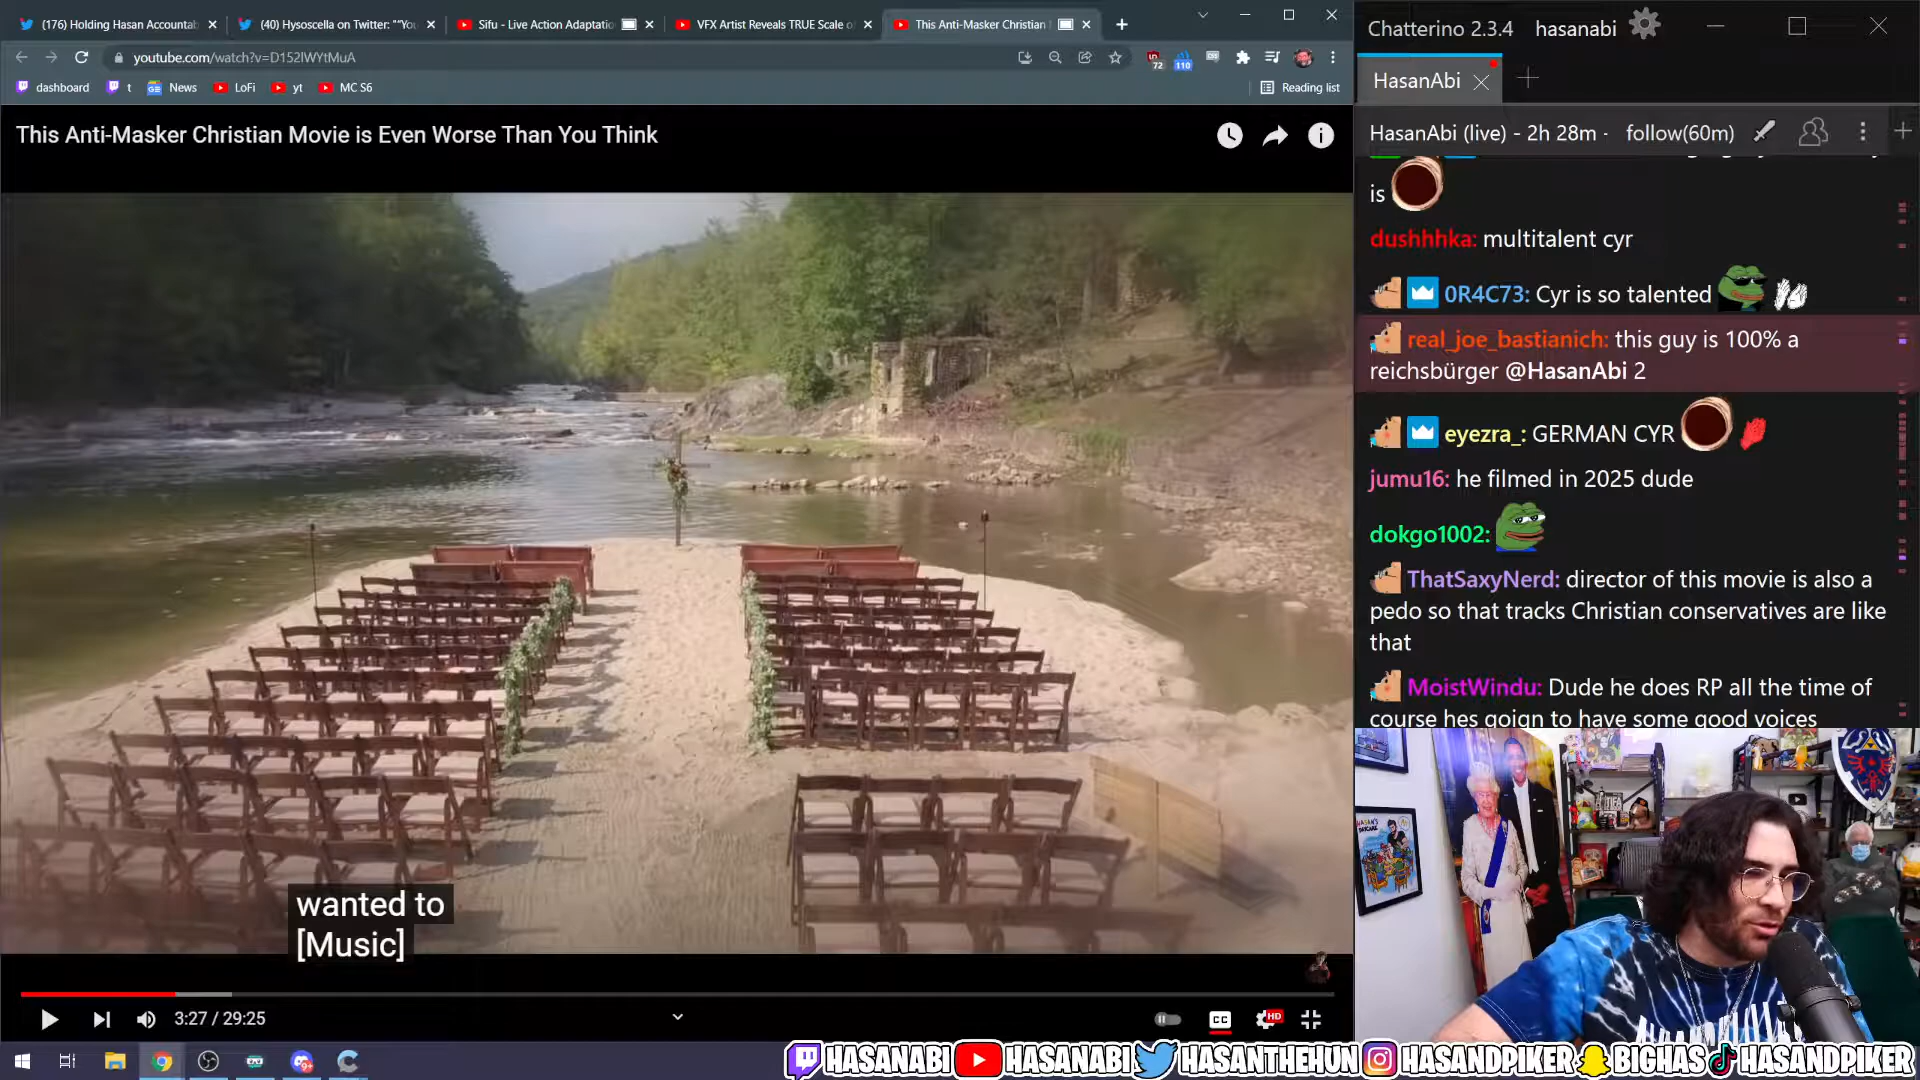 (176) Holding Hasan Accountab
(40) Hysoscella on Twitter: "“You
Sifu - Live Action Adaptatio
VFX Artist Reveals TRUE Scale o
This Anti-Masker Christian
youtube.com/watch?v=D152lWYtMuA
72
110
dashboard
t
News
LoFi
yt
MC S6
Reading list
This Anti-Masker Christian Movie is Even Worse Than You Think
wanted to
[Music]
3:27 / 29:25
CC
HD
Chatterino 2.3.4
hasanabi
HasanAbi
HasanAbi (live) - 2h 28m -
follow(60m)
is
dushhhka: multitalent cyr
0R4C73: Cyr is so talented
real_joe_bastianich: this guy is 100% a
reichsbürger @HasanAbi 2
eyezra_: GERMAN CYR
jumu16: he filmed in 2025 dude
dokgo1002:
ThatSaxyNerd: director of this movie is also a
pedo so that tracks Christian conservatives are like
that
MoistWindu: Dude he does RP all the time of
course hes goign to have some good voices
HASANABI
HASANABI
HASANTHEHUN
HASANDPIKER
BIGHAS
HASANDPIKER